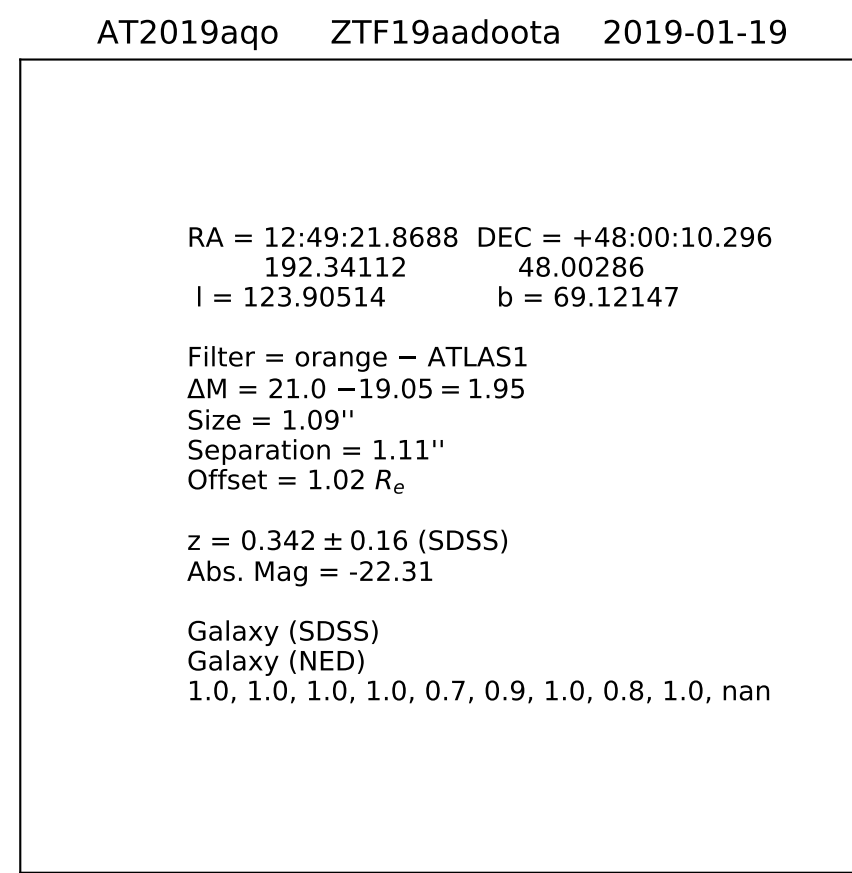 AT2019aqo ZTF19aadoota 2019-01-19
RA = 12:49:21.8688 DEC = +48:00:10.296
192.34112 48.00286
l = 123.90514 b = 69.12147
Filter = orange − ATLAS1
ΔM = 21.0 −19.05 = 1.95
Size = 1.09''
Separation = 1.11''
Offset = 1.02 Re
z = 0.342 ± 0.16 (SDSS)
Abs. Mag = -22.31
Galaxy (SDSS)
Galaxy (NED)
1.0, 1.0, 1.0, 1.0, 0.7, 0.9, 1.0, 0.8, 1.0, nan